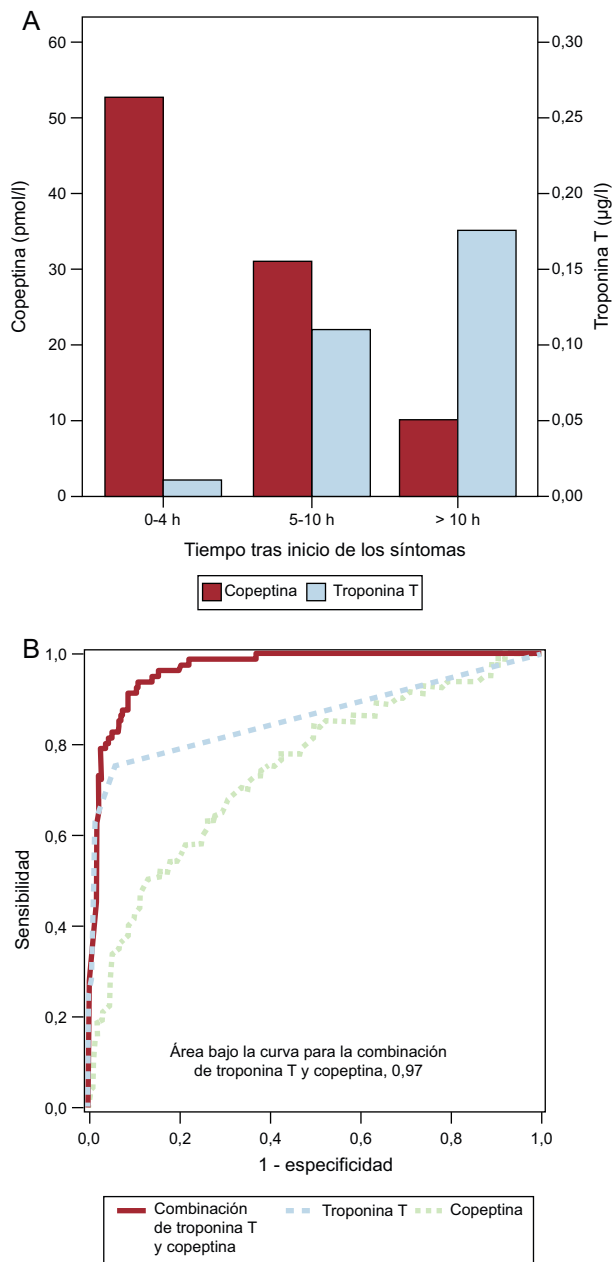 A
60
50
40
30
20
10
0
Copeptina (pmol/l)
0,30
0,25
0,20
0,15
0,10
0,05
0,00
Troponina T (µg/l)
0-4 h
5-10 h
> 10 h
Tiempo tras inicio de los síntomas
Copeptina
Troponina T
B
1,0
0,8
0,6
0,4
0,2
0,0
Sensibilidad
Área bajo la curva para la combinación
de troponina T y copeptina, 0,97
0,0
0,2
0,4
0,6
0,8
1,0
1 - especificidad
Combinación
de troponina T
y copeptina
Troponina T
Copeptina